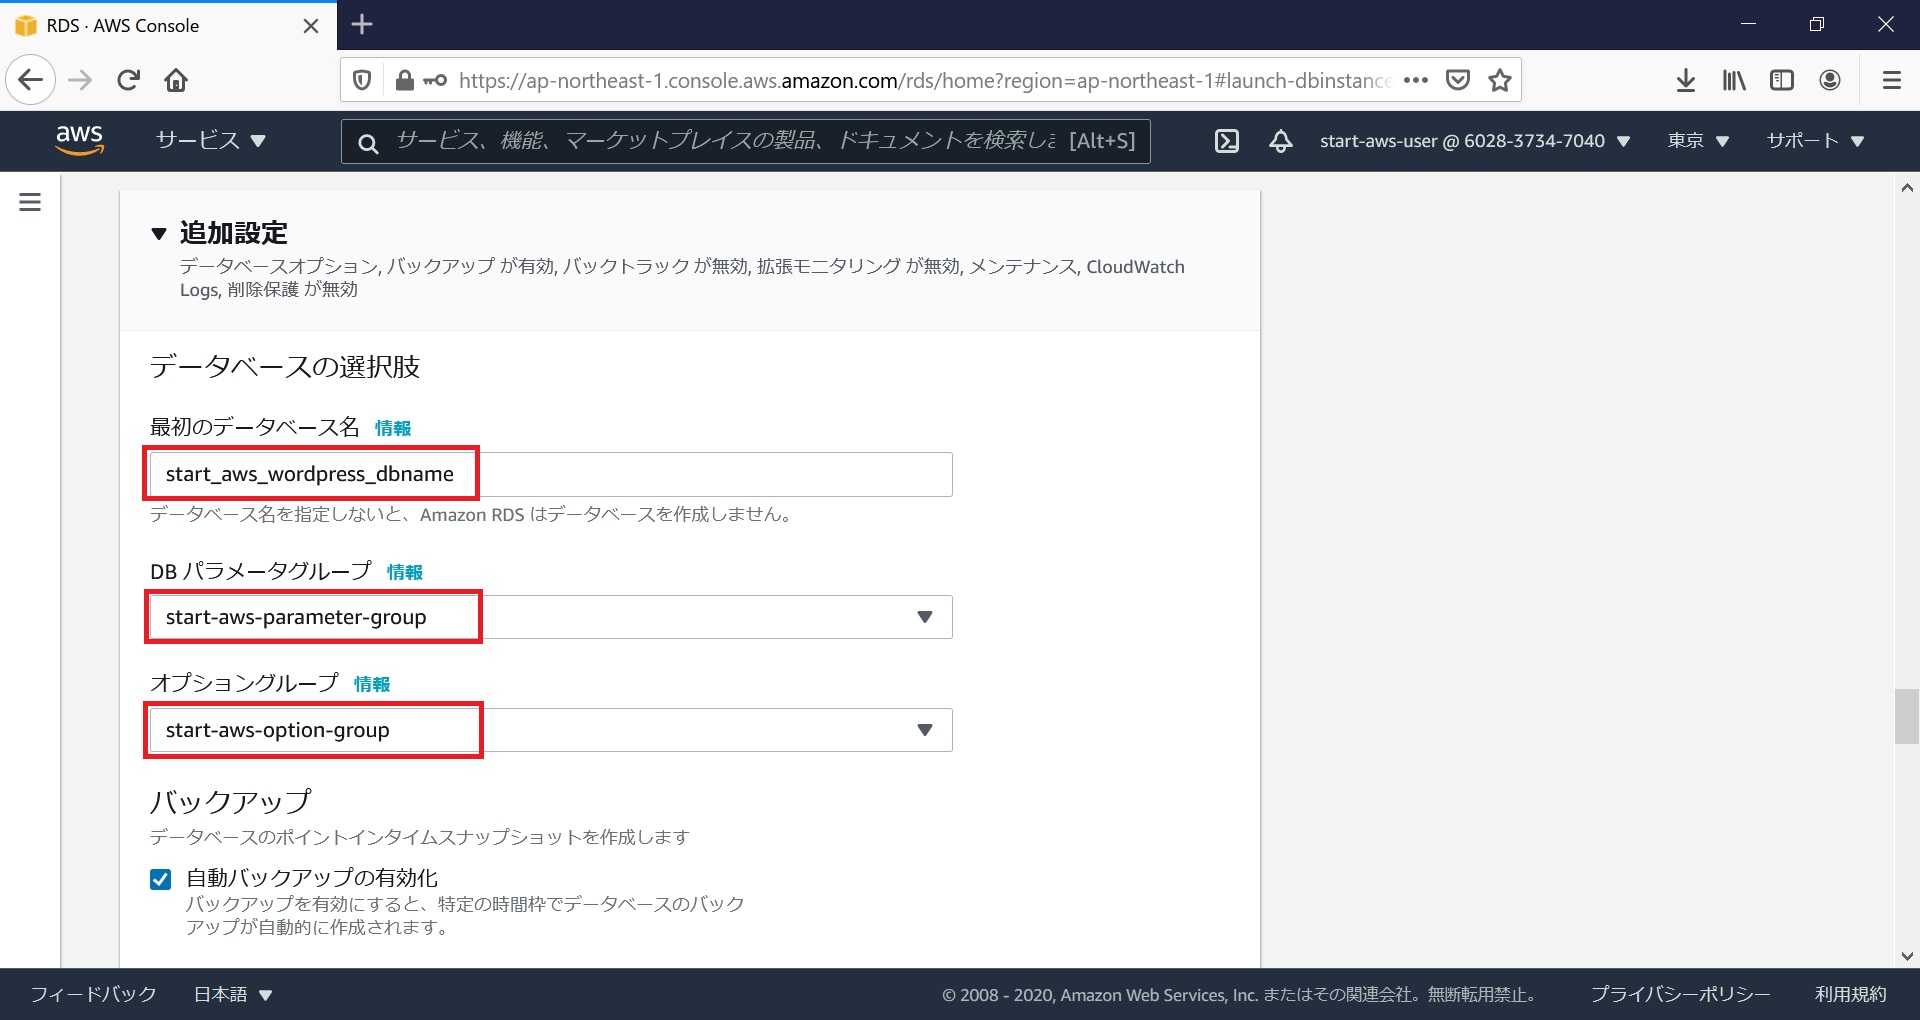 RDS · AWS Console
https://ap-northeast-1.console.aws.amazon.com/rds/home?region=ap-northeast-1#launch-dbinstance
aws
サービス
サービス、機能、マーケットプレイスの製品、ドキュメントを検索しま
[Alt+S]
start-aws-user @ 6028-3734-7040
東京
サポート
追加設定
データベースオプション, バックアップ が有効, バックトラック が無効, 拡張モニタリング が無効, メンテナンス, CloudWatch
Logs, 削除保護 が無効
データベースの選択肢
最初のデータベース名 情報
start_aws_wordpress_dbname
データベース名を指定しないと、Amazon RDS はデータベースを作成しません。
DB パラメータグループ 情報
start-aws-parameter-group
オプショングループ 情報
start-aws-option-group
バックアップ
データベースのポイントインタイムスナップショットを作成します
自動バックアップの有効化
バックアップを有効にすると、特定の時間枠でデータベースのバック
アップが自動的に作成されます。
フィードバック
日本語
© 2008 - 2020, Amazon Web Services, Inc. またはその関連会社。無断転用禁止。
プライバシーポリシー
利用規約